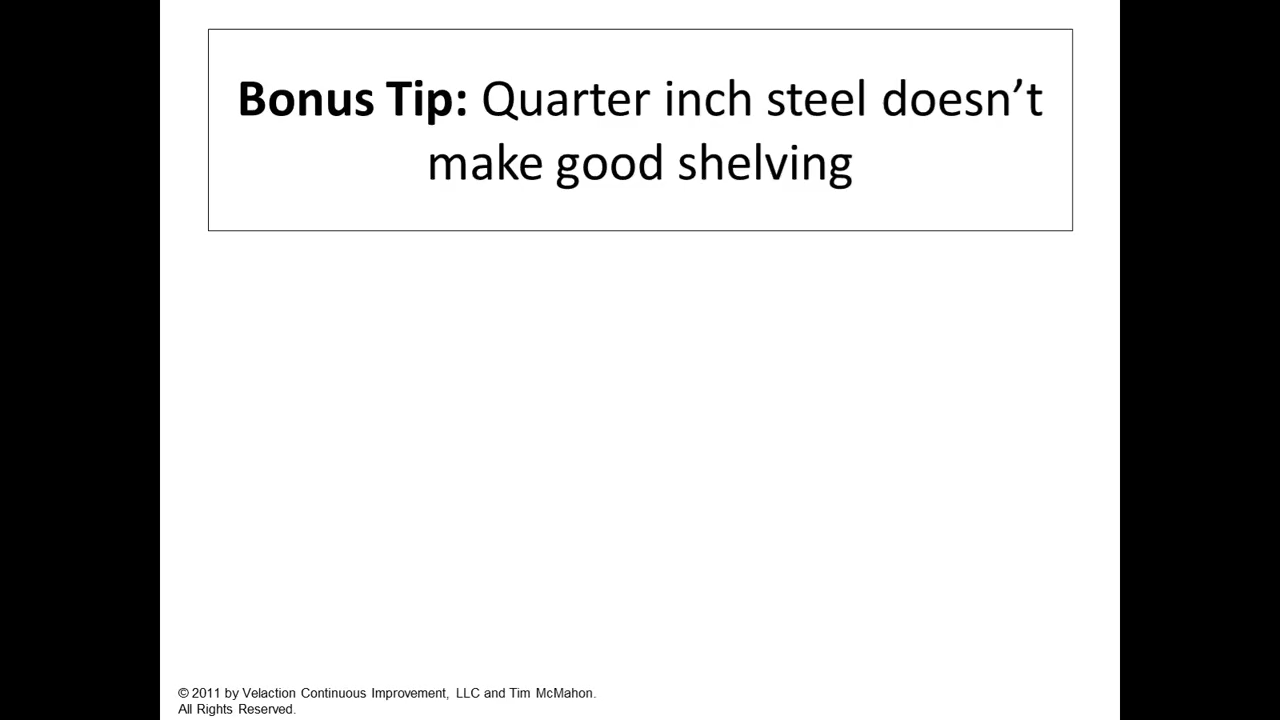 Bonus Tip: Quarter inch steel doesn’t
make good shelving
© 2011 by Velaction Continuous Improvement, LLC and Tim McMahon.
All Rights Reserved.